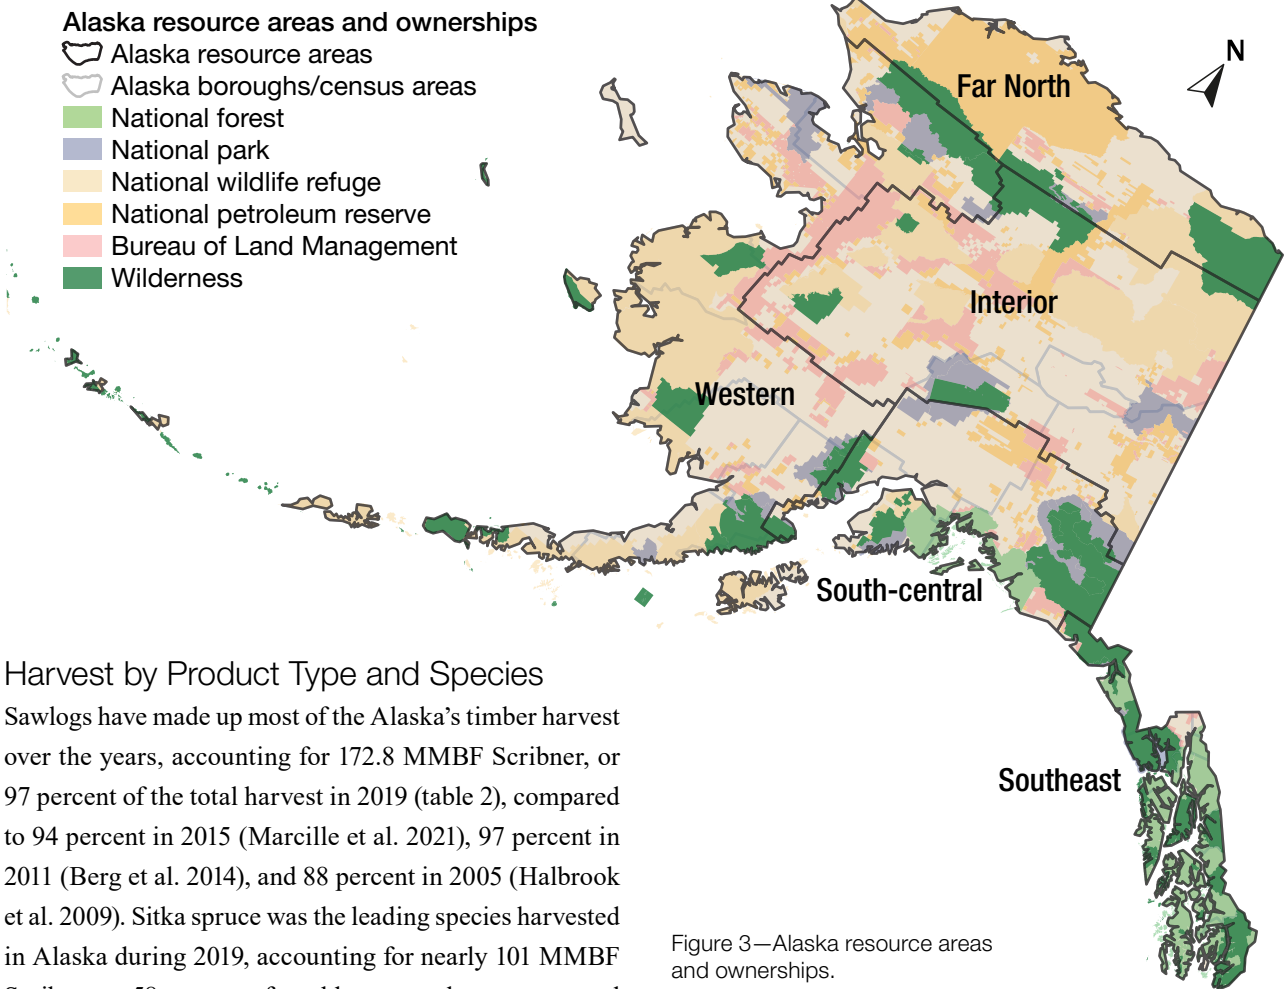 Alaska resource areas and ownerships
Alaska resource areas
Alaska boroughs/census areas
National forest
National park
National wildlife refuge
National petroleum reserve
Bureau of Land Management
Wilderness
N
Far North
Interior
Western
South-central
Southeast
Harvest by Product Type and Species
Sawlogs have made up most of the Alaska’s timber harvest
over the years, accounting for 172.8 MMBF Scribner, or
97 percent of the total harvest in 2019 (table 2), compared
to 94 percent in 2015 (Marcille et al. 2021), 97 percent in
2011 (Berg et al. 2014), and 88 percent in 2005 (Halbrook
et al. 2009). Sitka spruce was the leading species harvested
in Alaska during 2019, accounting for nearly 101 MMBF
Figure 3—Alaska resource areas
and ownerships.